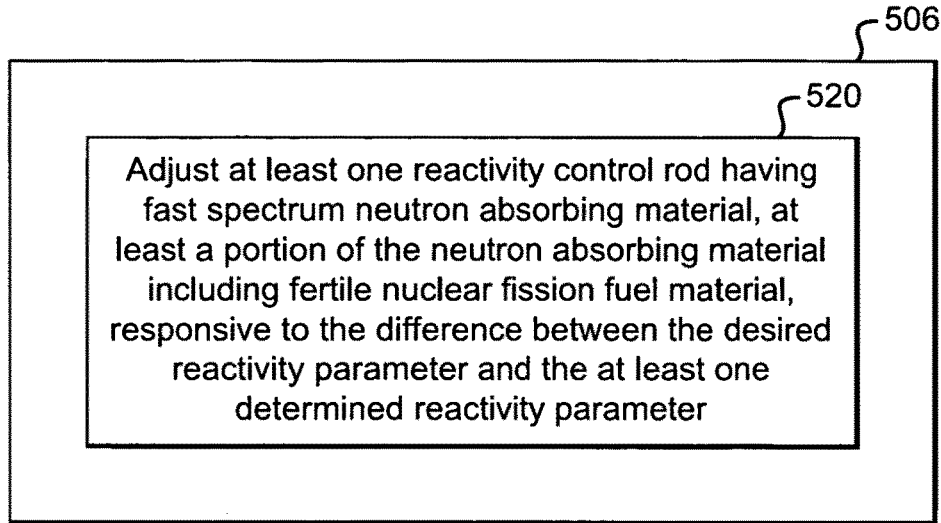 506
520
Adjust at least one reactivity control rod having
fast spectrum neutron absorbing material, at
least a portion of the neutron absorbing material
including fertile nuclear fission fuel material,
responsive to the difference between the desired
reactivity parameter and the at least one
determined reactivity parameter